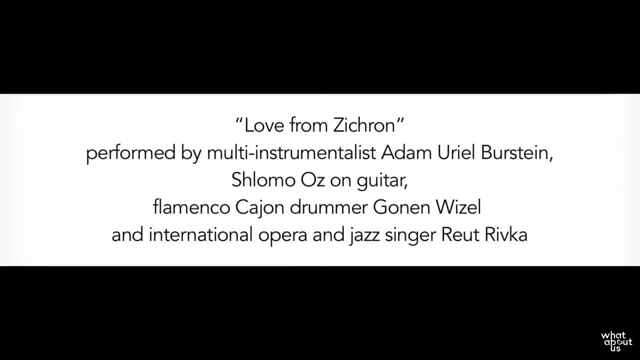 “Love from Zichron”
performed by multi-instrumentalist Adam Uriel Burstein,
Shlomo Oz on guitar,
flamenco Cajon drummer Gonen Wizel
and international opera and jazz singer Reut Rivka
what
about
us